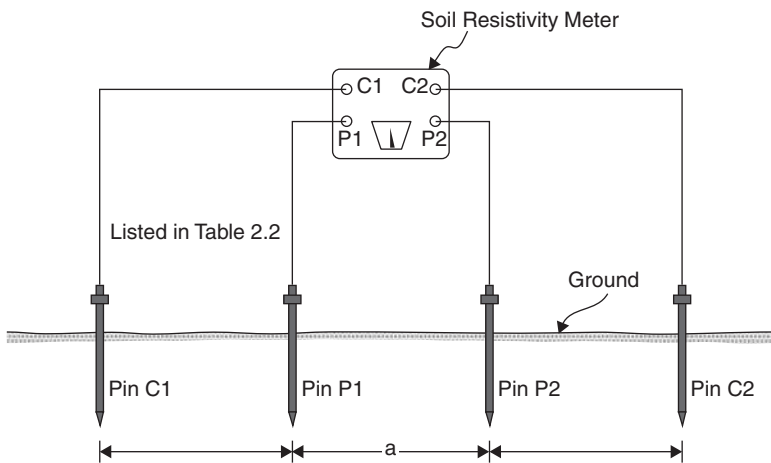 Soil Resistivity Meter
C1 C2
P1 P2
Listed in Table 2.2
Ground
Pin C1 Pin P1 Pin P2 Pin C2
a